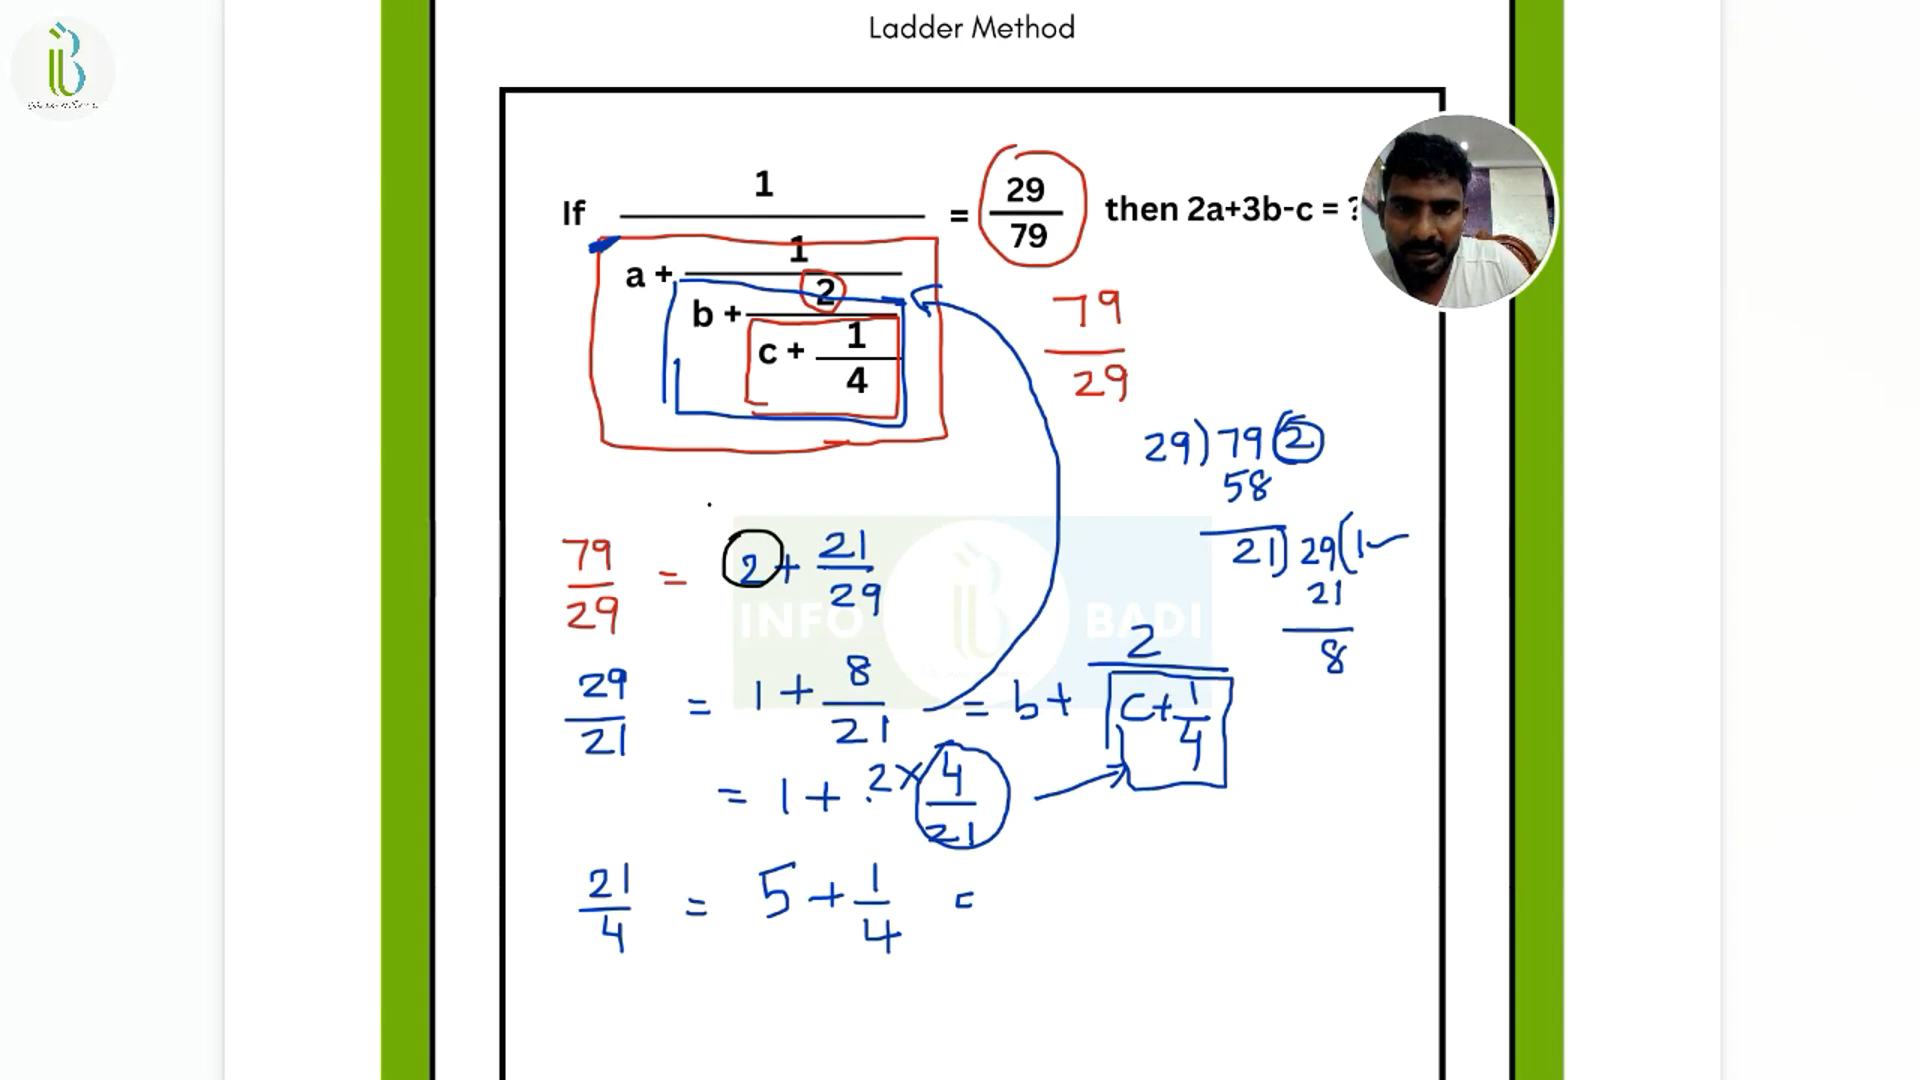 Ladder Method
If 1 / (a + 1 / (b + 2 / (c + 1/4))) = 29/79 then 2a+3b-c = ?
79/29
29) 79 (2
58
21) 29 (1
21
8
79/29 = 2 + 21/29
29/21 = 1 + 8/21 = b + 2/(c + 1/4)
= 1 + 2 × 4/21
21/4 = 5 + 1/4 =
INFO BADI